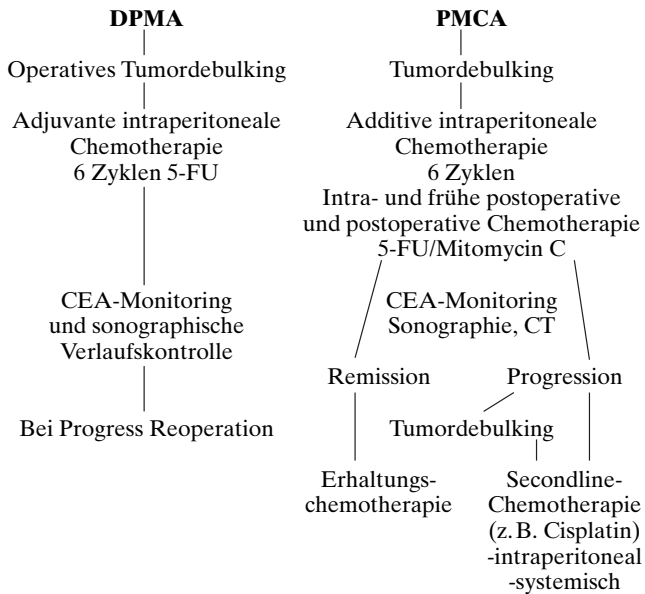 DPMA
Operatives Tumordebulking
Adjuvante intraperitoneale
Chemotherapie
6 Zyklen 5-FU
CEA-Monitoring
und sonographische
Verlaufskontrolle
Bei Progress Reoperation
PMCA
Tumordebulking
Additive intraperitoneale
Chemotherapie
6 Zyklen
Intra- und frühe postoperative
und postoperative Chemotherapie
5-FU/Mitomycin C
CEA-Monitoring
Sonographie, CT
Remission
Progression
Tumordebulking
Erhaltungs-
chemotherapie
Secondline-
Chemotherapie
(z. B. Cisplatin)
-intraperitoneal
-systemisch